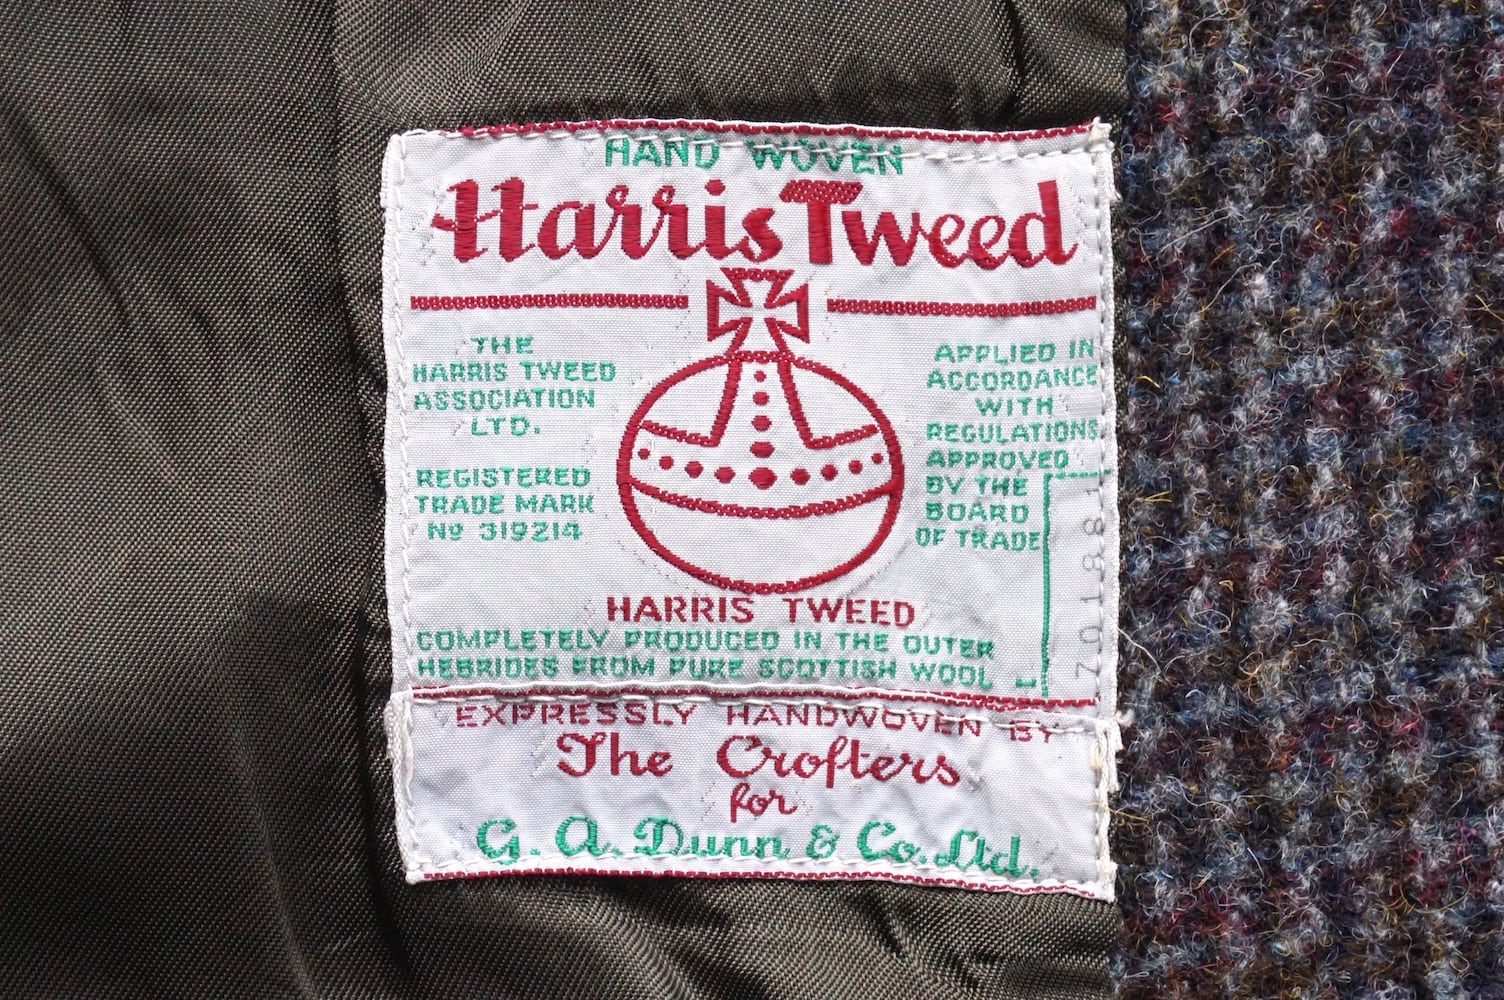 HAND WOVEN
Harris Tweed
THE
HARRIS TWEED
ASSOCIATION
LTD.
REGISTERED
TRADE MARK
Nº 319214
APPLIED IN
ACCORDANCE
WITH
REGULATIONS
APPROVED
BY THE
BOARD
OF TRADE
701881
HARRIS TWEED
COMPLETELY PRODUCED IN THE OUTER
HEBRIDES FROM PURE SCOTTISH WOOL
EXPRESSLY HANDWOVEN BY
The Crofters
for
G. A. Dunn & Co. Ltd.